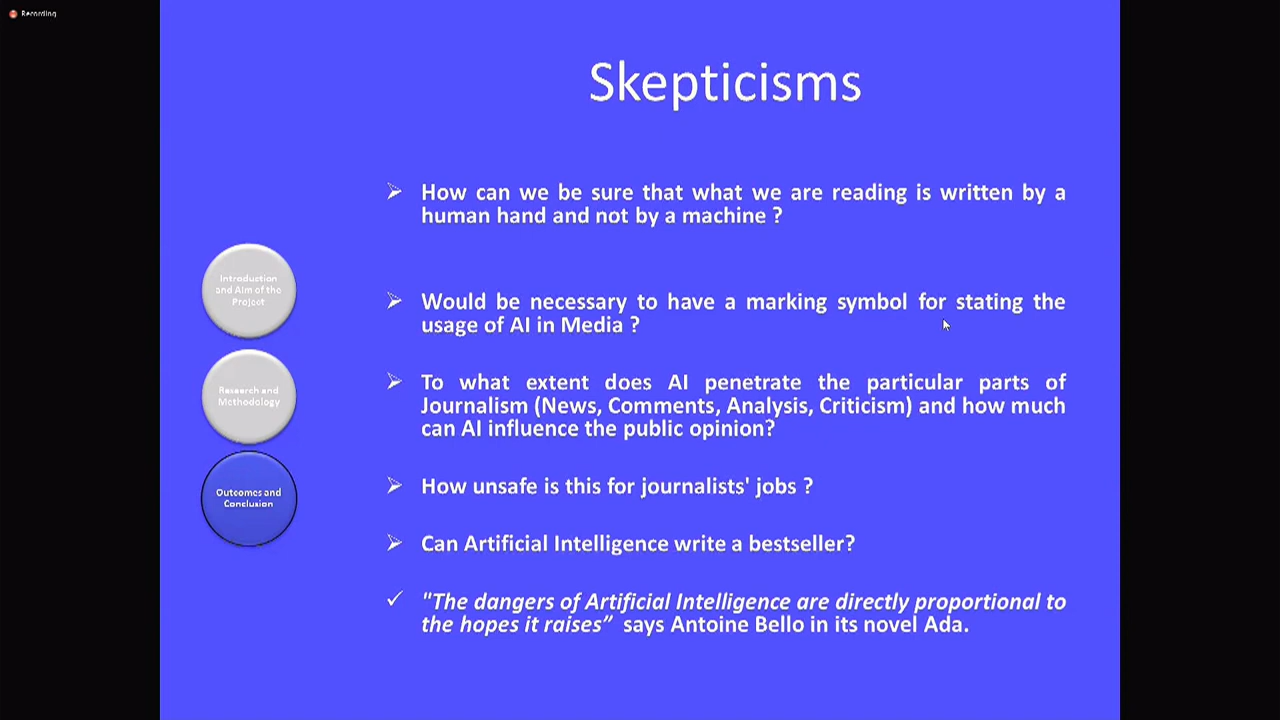 Recording
Skepticisms
How can we be sure that what we are reading is written by a
human hand and not by a machine ?
Would be necessary to have a marking symbol for stating the
usage of AI in Media ?
To what extent does AI penetrate the particular parts of
Journalism (News, Comments, Analysis, Criticism) and how much
can AI influence the public opinion?
How unsafe is this for journalists' jobs ?
Can Artificial Intelligence write a bestseller?
"The dangers of Artificial Intelligence are directly proportional to
the hopes it raises” says Antoine Bello in its novel Ada.
Introduction
and Aim of the
Project
Research and
Methodology
Outcomes and
Conclusion